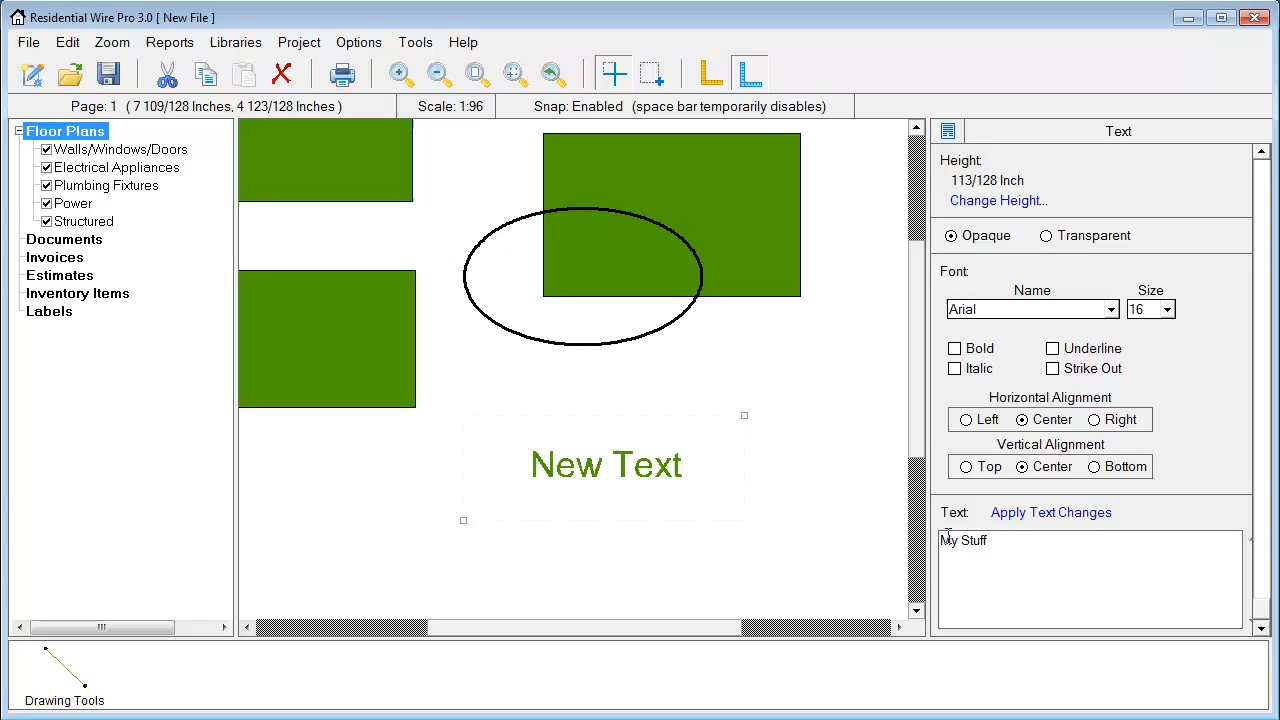 Residential Wire Pro 3.0 [ New File ]
File Edit Zoom Reports Libraries Project Options Tools Help
Page: 1 ( 7 109/128 Inches, 4 123/128 Inches )
Scale: 1:96
Snap: Enabled (space bar temporarily disables)
Floor Plans
Walls/Windows/Doors
Electrical Appliances
Plumbing Fixtures
Power
Structured
Documents
Invoices
Estimates
Inventory Items
Labels
New Text
Text
Height:
113/128 Inch
Change Height...
Opaque Transparent
Font:
Name Size
Arial 16
Bold Underline
Italic Strike Out
Horizontal Alignment
Left Center Right
Vertical Alignment
Top Center Bottom
Text: Apply Text Changes
My Stuff
Drawing Tools